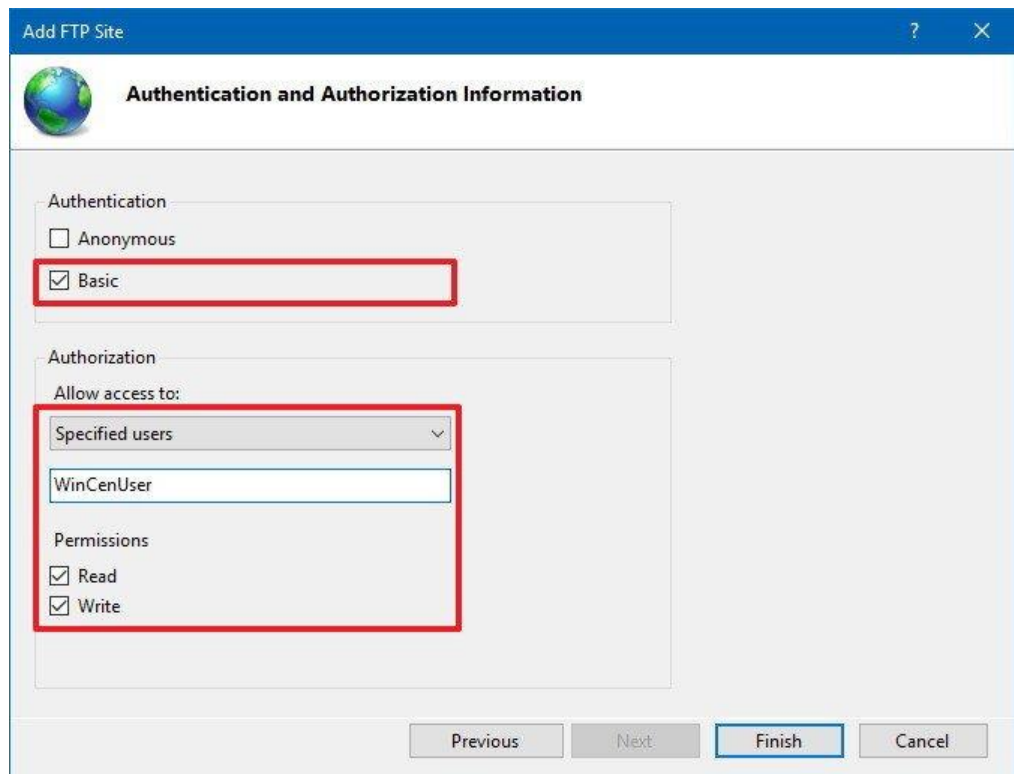 Add FTP Site
Authentication and Authorization Information
Authentication
Anonymous
Basic
Authorization
Allow access to:
Specified users
WinCenUser
Permissions
Read
Write
Previous Next Finish Cancel